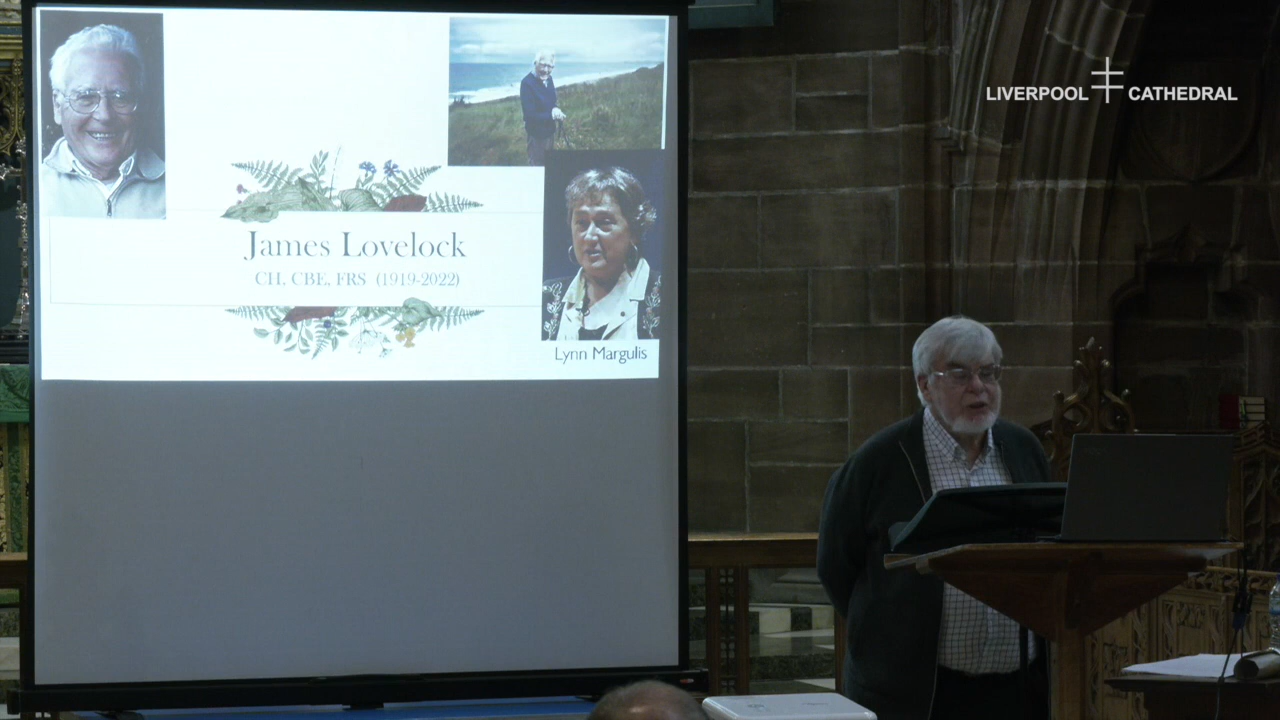 James Lovelock
CH. CBE, FRS (1919-2022)
Lynn Margulis
LIVERPOOL CATHEDRAL